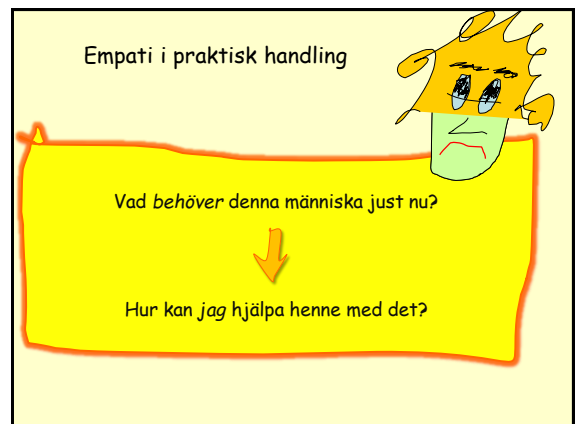 Empati i praktisk handling
Vad behöver denna människa just nu?
Hur kan jag hjälpa henne med det?